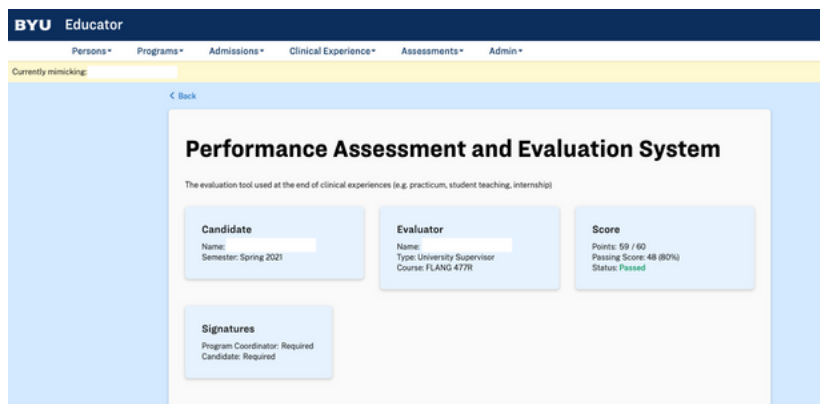 BYU Educator
Persons Programs Admissions Clinical Experience Assessments Admin
Currently mimicking:
Back
Performance Assessment and Evaluation System
The evaluation tool used at the end of clinical experiences (e.g. practicum, student teaching, internship)
Candidate
Name:
Semester: Spring 2021
Evaluator
Name:
Type: University Supervisor
Course: FLANG 477R
Score
Points: 59 / 60
Passing Score: 48 (80%)
Status: Passed
Signatures
Program Coordinator: Required
Candidate: Required